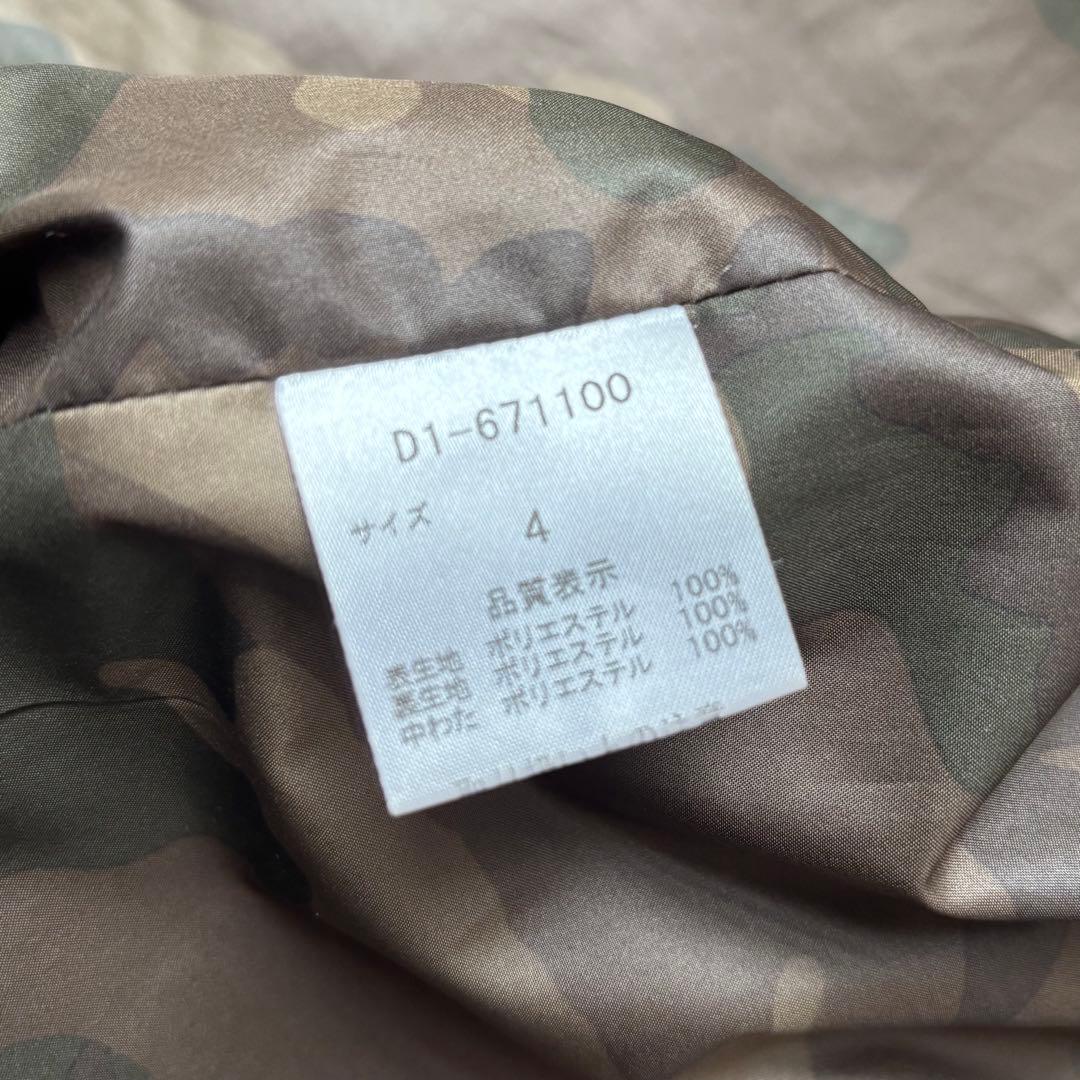 D1-671100
サイズ 4
品質表示
表生地 ポリエステル 100%
裏生地 ポリエステル 100%
中わた ポリエステル 100%